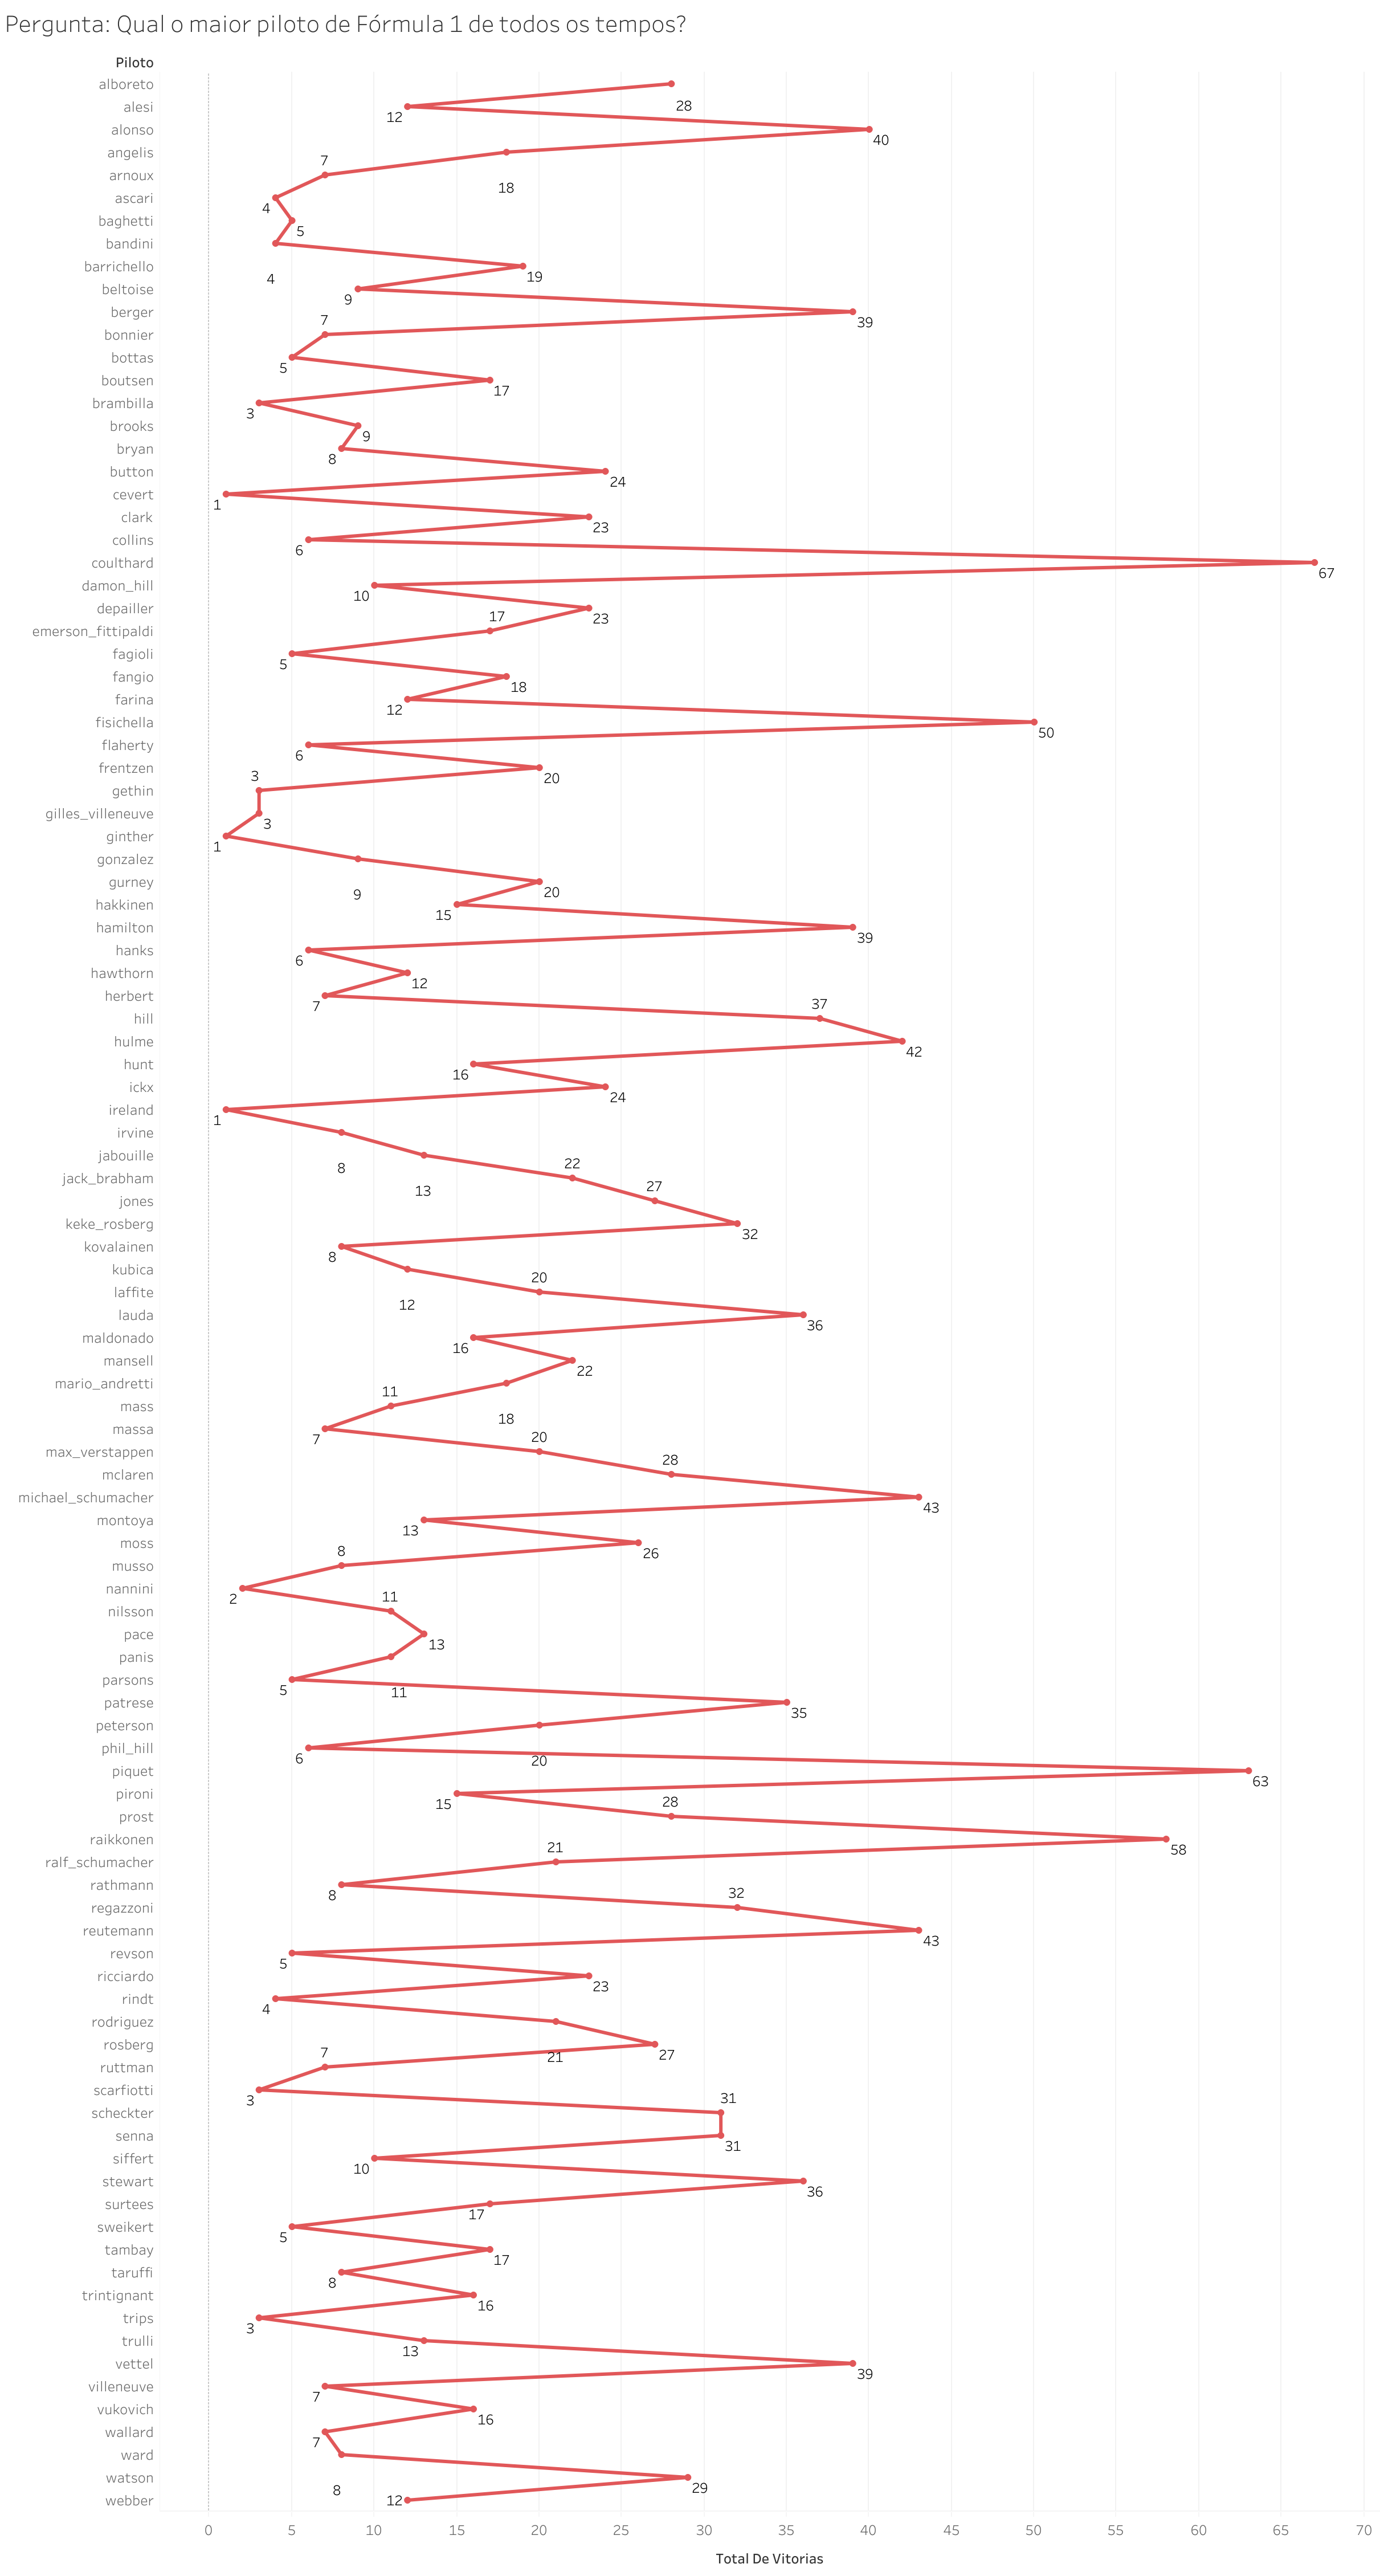 Pergunta: Qual o maior piloto de Fórmula 1 de todos os tempos?
Piloto
alboreto
28
alesi
12
alonso
40
angelis
18
arnoux
7
ascari
4
baghetti
5
bandini
4
barrichello
19
beltoise
9
berger
39
bonnier
7
bottas
5
boutsen
17
brambilla
3
brooks
9
bryan
8
button
24
cevert
1
clark
23
collins
6
coulthard
67
damon_hill
10
depailler
23
emerson_fittipaldi
17
fagioli
5
fangio
18
farina
12
fisichella
50
flaherty
6
frentzen
20
gethin
3
gilles_villeneuve
3
ginther
1
gonzalez
9
gurney
20
hakkinen
15
hamilton
39
hanks
6
hawthorn
12
herbert
7
hill
37
hulme
42
hunt
16
ickx
24
ireland
1
irvine
8
jabouille
13
jack_brabham
22
jones
27
keke_rosberg
32
kovalainen
8
kubica
12
laffite
20
lauda
36
maldonado
16
mansell
22
mario_andretti
18
mass
11
massa
7
max_verstappen
20
mclaren
28
michael_schumacher
43
montoya
13
moss
26
musso
8
nannini
2
nilsson
11
pace
13
panis
11
parsons
5
patrese
35
peterson
20
phil_hill
6
piquet
63
pironi
15
prost
28
raikkonen
58
ralf_schumacher
21
rathmann
8
regazzoni
32
reutemann
43
revson
5
ricciardo
23
rindt
4
rodriguez
21
rosberg
27
ruttman
7
scarfiotti
3
scheckter
31
senna
31
siffert
10
stewart
36
surtees
17
sweikert
5
tambay
17
taruffi
8
trintignant
16
trips
3
trulli
13
vettel
39
villeneuve
7
vukovich
16
wallard
7
ward
8
watson
29
webber
12
0 5 10 15 20 25 30 35 40 45 50 55 60 65 70
Total De Vitorias